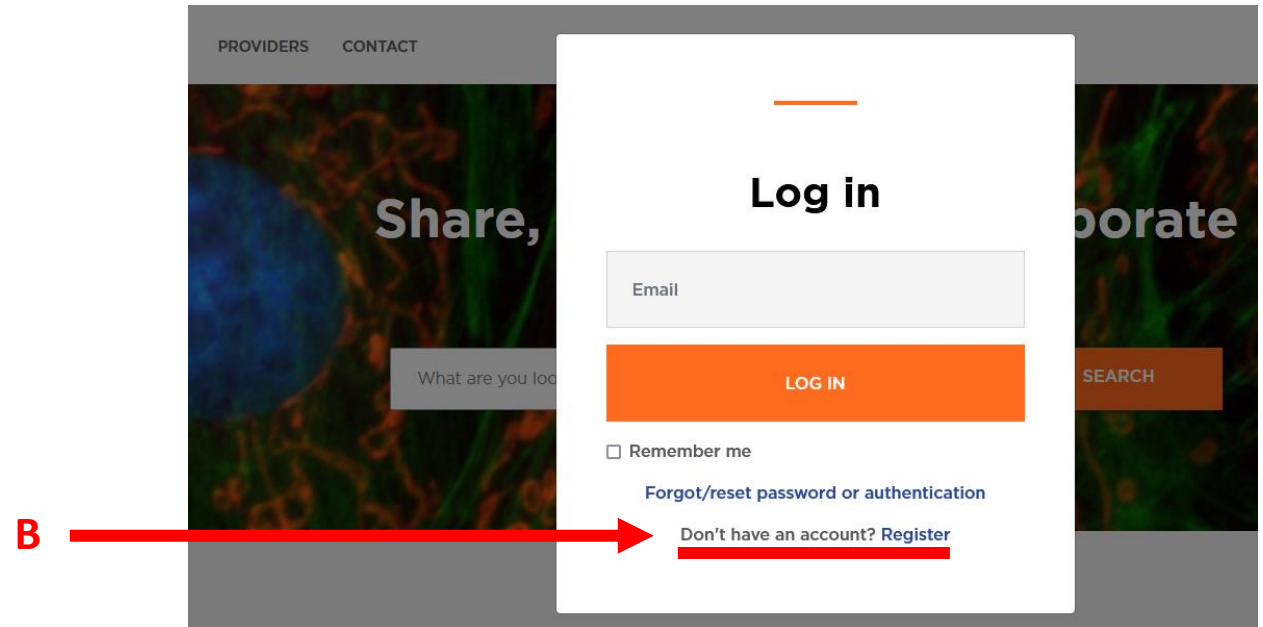 PROVIDERS CONTACT
Log in
Share, porate
Email
What are you loo
LOG IN
SEARCH
Remember me
Forgot/reset password or authentication
B
Don't have an account? Register